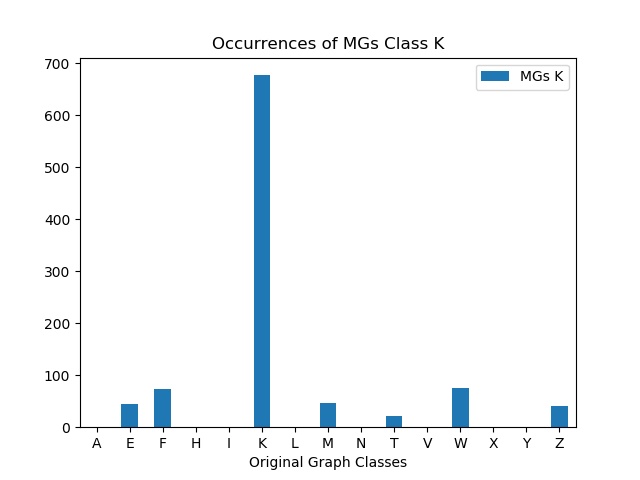 Occurrences of MGs Class K
MGs K
700
600
500
400
300
200
100
0
A E F H I K L M N T V W X Y Z
Original Graph Classes